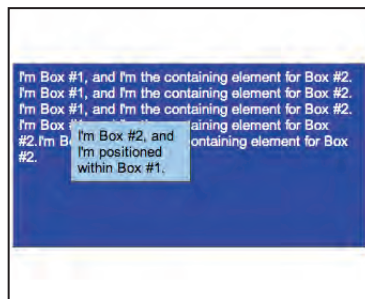 I'm Box #1, and I'm the containing element for Box #2.
I'm Box #1, and I'm the containing element for Box #2.
I'm Box #1, and I'm the containing element for Box #2.
I'm Box containing element for Box
#2.I'm B containing element for Box
#2.
I'm Box #2, and
I'm positioned
within Box #1.